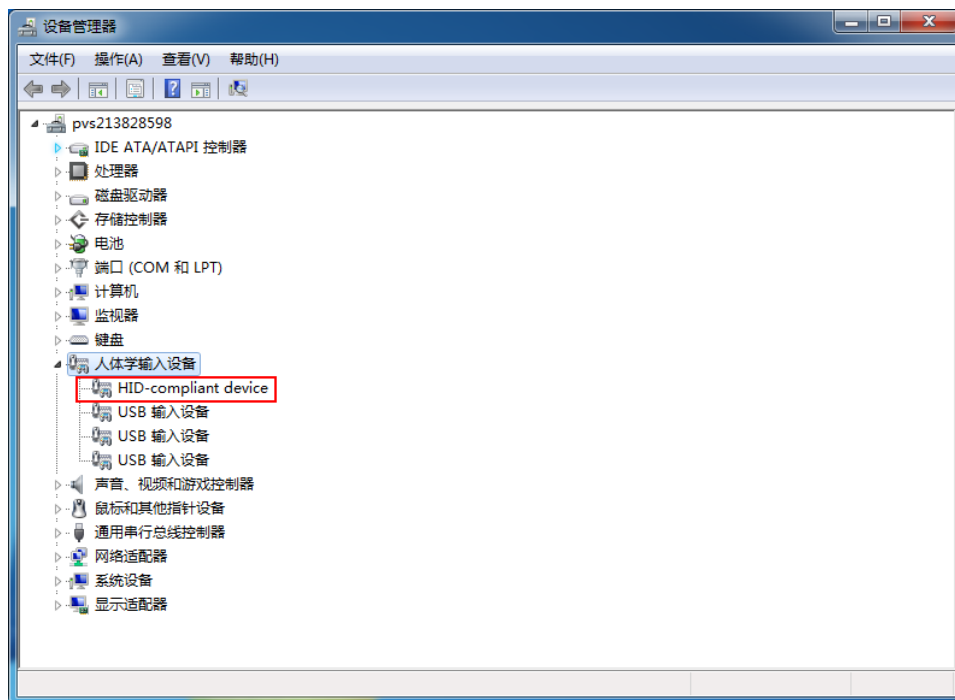 设备管理器
文件(F) 操作(A) 查看(V) 帮助(H)
pvs213828598
IDE ATA/ATAPI 控制器
处理器
磁盘驱动器
存储控制器
电池
端口 (COM 和 LPT)
计算机
监视器
键盘
人体学输入设备
HID-compliant device
USB 输入设备
USB 输入设备
USB 输入设备
声音、视频和游戏控制器
鼠标和其他指针设备
通用串行总线控制器
网络适配器
系统设备
显示适配器